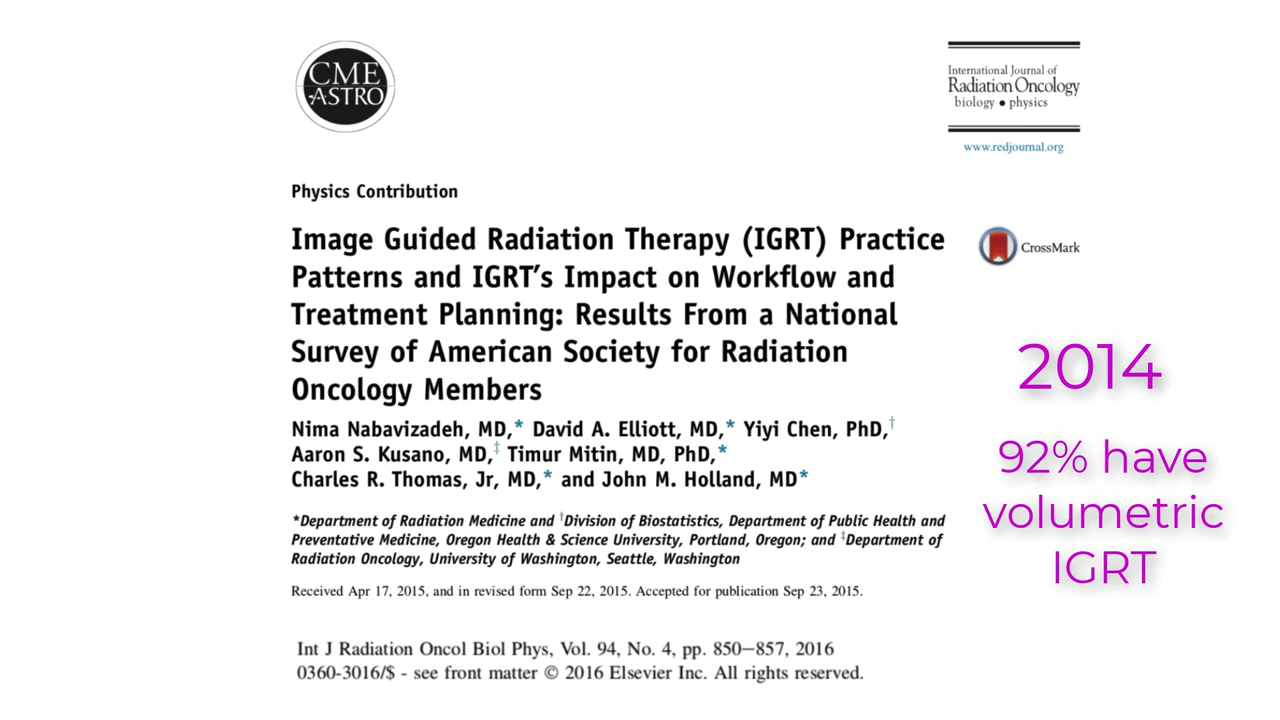 CME
ASTRO
International Journal of
Radiation Oncology
biology • physics
www.redjournal.org
Physics Contribution
Image Guided Radiation Therapy (IGRT) Practice
Patterns and IGRT's Impact on Workflow and
Treatment Planning: Results From a National
Survey of American Society for Radiation
Oncology Members
CrossMark
Nima Nabavizadeh, MD,* David A. Elliott, MD,* Yiyi Chen, PhD,†
Aaron S. Kusano, MD,‡ Timur Mitin, MD, PhD,*
Charles R. Thomas, Jr, MD,* and John M. Holland, MD*
*Department of Radiation Medicine and †Division of Biostatistics, Department of Public Health and
Preventative Medicine, Oregon Health & Science University, Portland, Oregon; and ‡Department of
Radiation Oncology, University of Washington, Seattle, Washington
Received Apr 17, 2015, and in revised form Sep 22, 2015. Accepted for publication Sep 23, 2015.
Int J Radiation Oncol Biol Phys, Vol. 94, No. 4, pp. 850–857, 2016
0360-3016/$ - see front matter © 2016 Elsevier Inc. All rights reserved.
2014
92% have
volumetric
IGRT